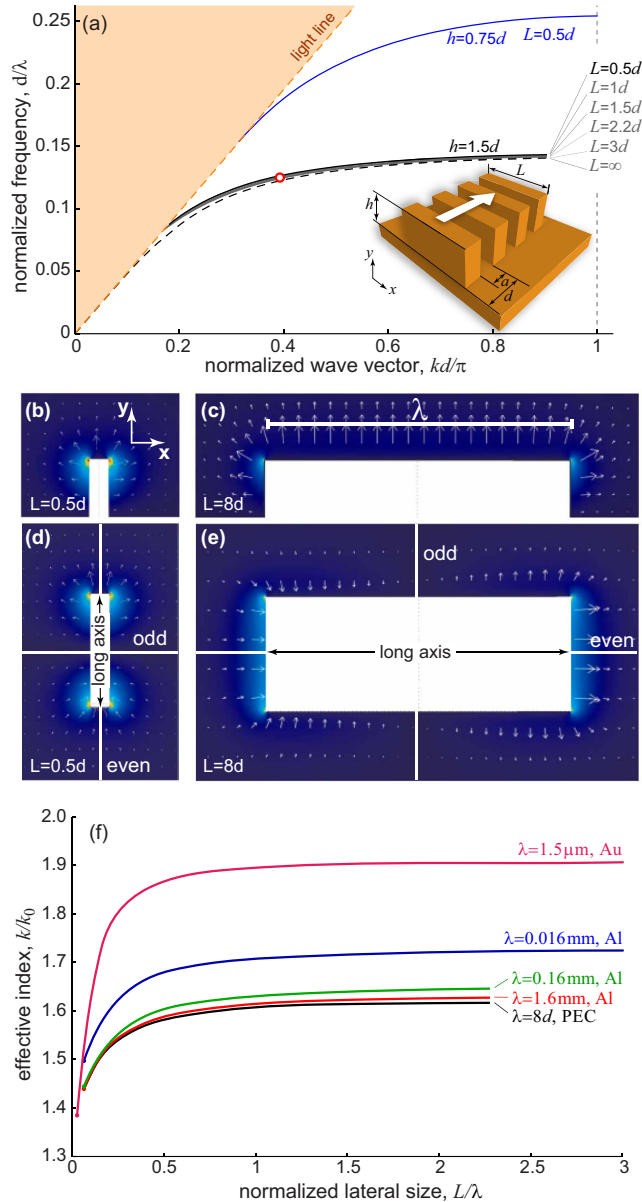 (a)
0.25
0.2
0.15
0.1
0.05
0
normalized frequency, d/λ
light line
h=0.75d L=0.5d
h=1.5d
L=0.5d
L=1d
L=1.5d
L=2.2d
L=3d
L=∞
L
h
a
d
y
x
0 0.2 0.4 0.6 0.8 1
normalized wave vector, kd/π
(b)
y
x
L=0.5d
(c)
λ
L=8d
(d)
long axis
odd
even
L=0.5d
(e)
odd
even
long axis
L=8d
(f)
2.0
1.9
1.8
1.7
1.6
1.5
1.4
1.3
effective index, k/k₀
λ=1.5μm, Au
λ=0.016mm, Al
λ=0.16mm, Al
λ=1.6mm, Al
λ=8d, PEC
0 0.5 1 1.5 2 2.5 3
normalized lateral size, L/λ